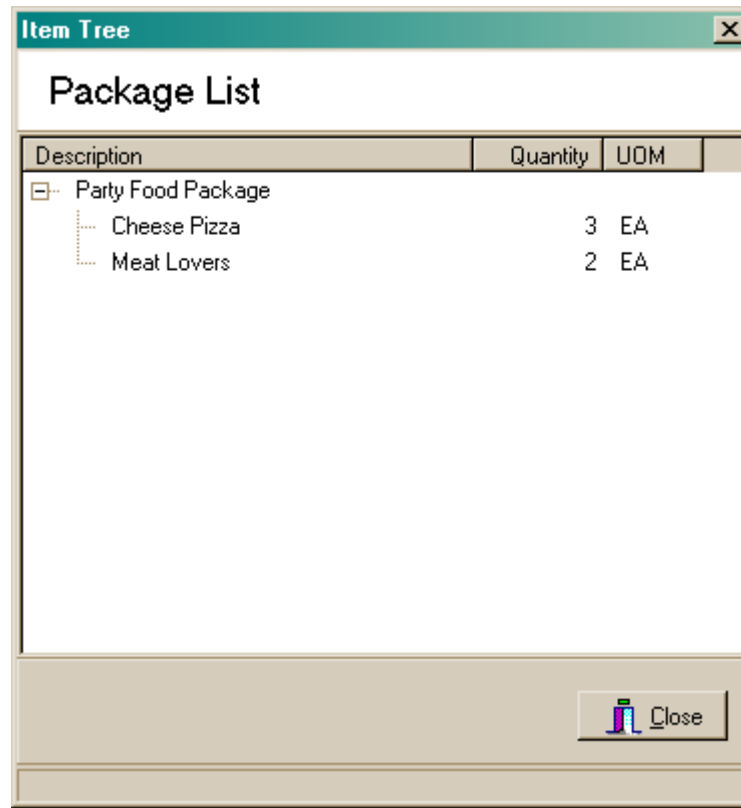 Item Tree
Package List
Description Quantity UOM
Party Food Package
Cheese Pizza 3 EA
Meat Lovers 2 EA
Close